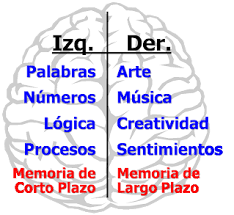 Izq. Der.
Palabras Arte
Números Música
Lógica Creatividad
Procesos Sentimientos
Memoria de Memoria de
Corto Plazo Largo Plazo